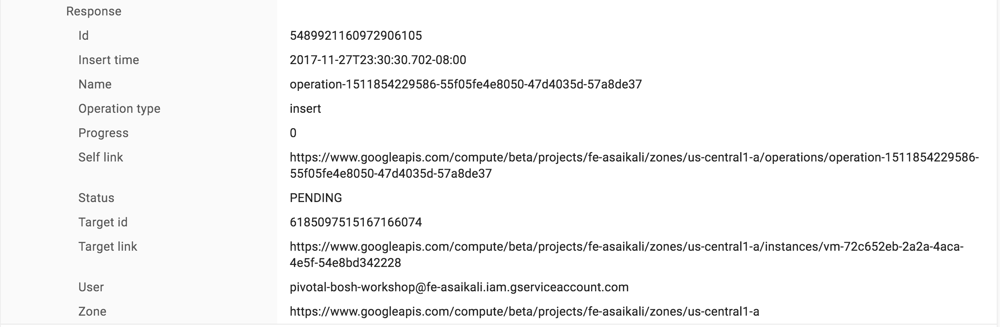 Response
Id 5489921160972906105
Insert time 2017-11-27T23:30:30.702-08:00
Name operation-1511854229586-55f05fe4e8050-47d4035d-57a8de37
Operation type insert
Progress 0
Self link https://www.googleapis.com/compute/beta/projects/fe-asaikali/zones/us-central1-a/operations/operation-1511854229586-
55f05fe4e8050-47d4035d-57a8de37
Status PENDING
Target id 6185097515167166074
Target link https://www.googleapis.com/compute/beta/projects/fe-asaikali/zones/us-central1-a/instances/vm-72c652eb-2a2a-4aca-
4e5f-54e8bd342228
User pivotal-bosh-workshop@fe-asaikali.iam.gserviceaccount.com
Zone https://www.googleapis.com/compute/beta/projects/fe-asaikali/zones/us-central1-a